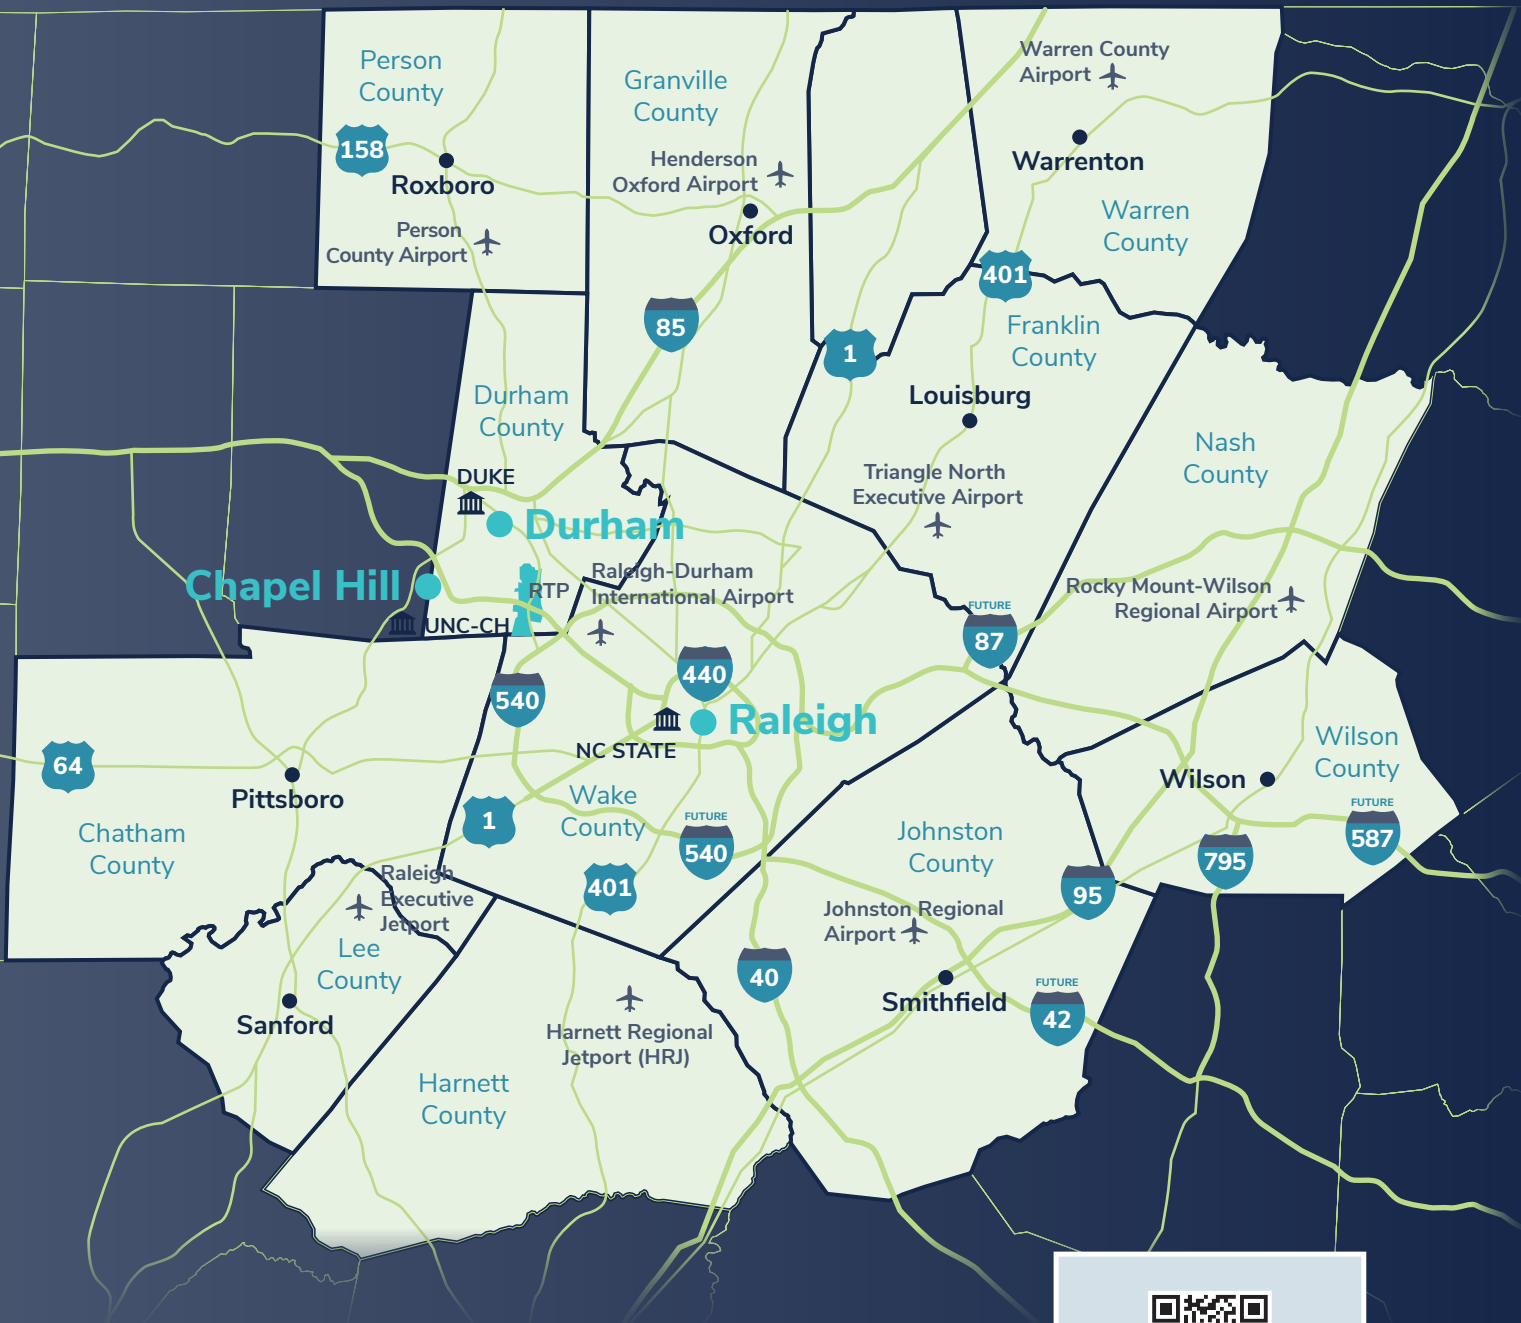 Warren County
Airport
Person
County
Granville
County
158
Henderson
Oxford Airport
Warrenton
Roxboro
Oxford
Warren
County
Person
County Airport
401
85
Franklin
County
1
Durham
County
Louisburg
Nash
County
DUKE
Triangle North
Executive Airport
Durham
Chapel Hill
RTP
Raleigh-Durham
International Airport
Rocky Mount-Wilson
Regional Airport
UNC-CH
FUTURE
87
440
540
Raleigh
NC STATE
64
Wilson
County
Wilson
Pittsboro
Wake
County
1
FUTURE
540
FUTURE
587
Chatham
County
Johnston
County
795
Raleigh
Executive
Jetport
401
95
Johnston Regional
Airport
Lee
County
40
Smithfield
FUTURE
42
Sanford
Harnett Regional
Jetport (HRJ)
Harnett
County